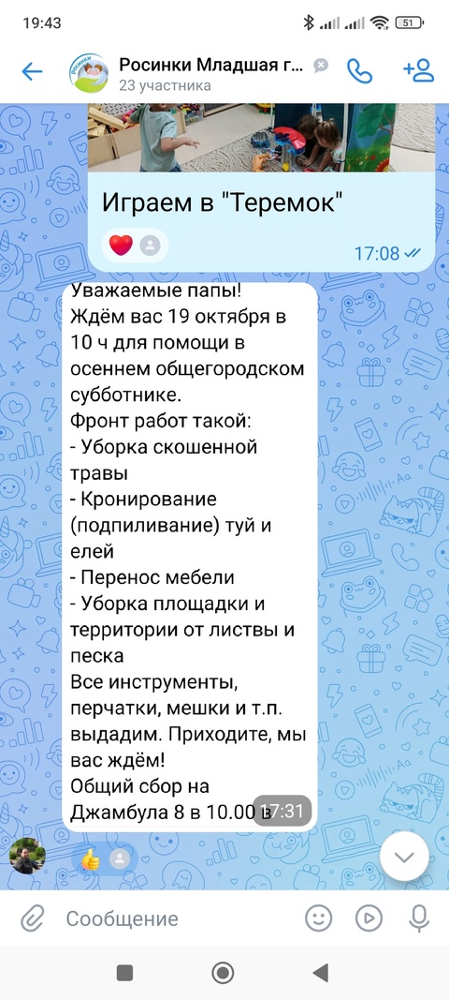 19:43
51
РОСИНКИ
Росинки Младшая г...
23 участника
Играем в "Теремок"
17:08
Уважаемые папы!
Ждём вас 19 октября в
10 ч для помощи в
осеннем общегородском
субботнике.
Фронт работ такой:
- Уборка скошенной
травы
- Кронирование
(подпиливание) туй и
елей
- Перенос мебели
- Уборка площадки и
территории от листвы и
песка
Все инструменты,
перчатки, мешки и т.п.
выдадим. Приходите, мы
вас ждём!
Общий сбор на
Джамбула 8 в 10.00 в
17:31
Сообщение